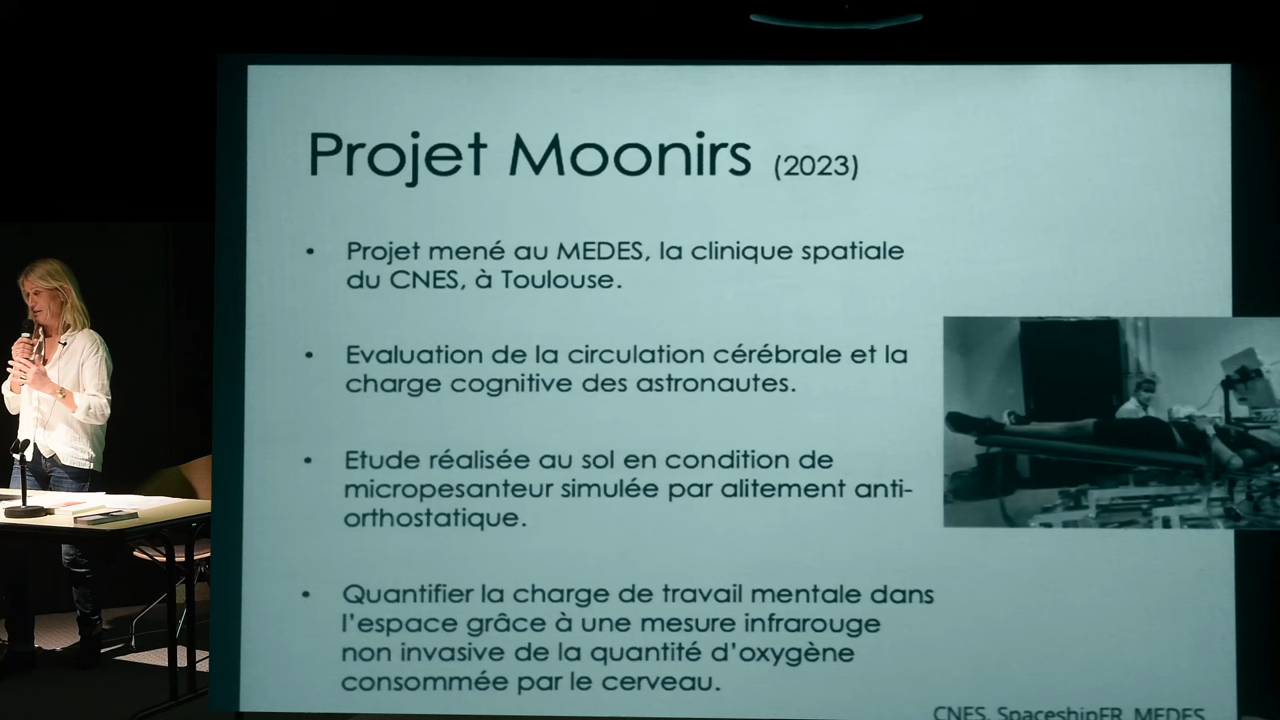 Projet Moonirs (2023)
• Projet mené au MEDES, la clinique spatiale
du CNES, à Toulouse.
• Evaluation de la circulation cérébrale et la
charge cognitive des astronautes.
• Etude réalisée au sol en condition de
micropesanteur simulée par alitement anti-
orthostatique.
• Quantifier la charge de travail mentale dans
l'espace grâce à une mesure infrarouge
non invasive de la quantité d'oxygène
consommée par le cerveau.
CNES, SpaceshipFR, MEDES